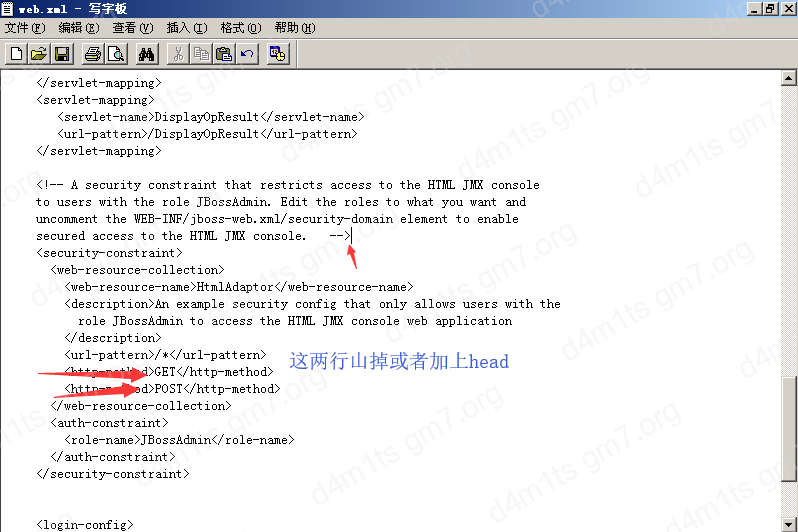 web.xml - 写字板
文件(F) 编辑(E) 查看(V) 插入(I) 格式(O) 帮助(H)
</servlet-mapping>
<servlet-mapping>
<servlet-name>DisplayOpResult</servlet-name>
<url-pattern>/DisplayOpResult</url-pattern>
</servlet-mapping>
<!-- A security constraint that restricts access to the HTML JMX console
to users with the role JBossAdmin. Edit the roles to what you want and
uncomment the WEB-INF/jboss-web.xml/security-domain element to enable
secured access to the HTML JMX console. -->
<security-constraint>
<web-resource-collection>
<web-resource-name>HtmlAdaptor</web-resource-name>
<description>An example security config that only allows users with the
role JBossAdmin to access the HTML JMX console web application
</description>
<url-pattern>/*</url-pattern>
这两行山掉或者加上head
<http-method>GET</http-method>
<http-method>POST</http-method>
</web-resource-collection>
<auth-constraint>
<role-name>JBossAdmin</role-name>
</auth-constraint>
</security-constraint>
<login-config>
d4m1ts gm7.org